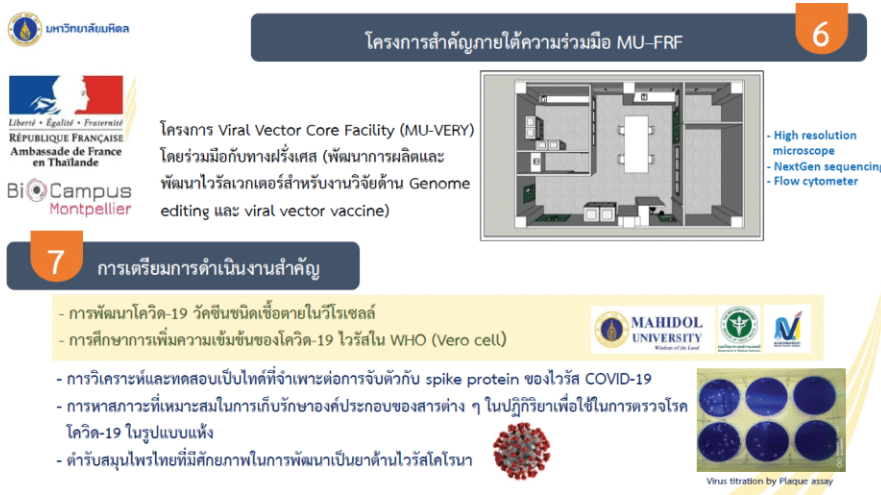 มหาวิทยาลัยมหิดล
โครงการสำคัญภายใต้ความร่วมมือ MU–FRF
6
Liberté • Égalité • Fraternité
RÉPUBLIQUE FRANÇAISE
Ambassade de France
en Thaïlande
BiCampus
Montpellier
โครงการ Viral Vector Core Facility (MU-VERY)
โดยร่วมมือกับทางฝรั่งเศส (พัฒนาการผลิตและ
พัฒนาไวรัลเวกเตอร์สำหรับงานวิจัยด้าน Genome
editing และ viral vector vaccine)
- High resolution
microscope
- NextGen sequencing
- Flow cytometer
7
การเตรียมการดำเนินงานสำคัญ
- การพัฒนาโควิด-19 วัคซีนชนิดเชื้อตายในวีโรเซลล์
- การศึกษาการเพิ่มความเข้มข้นของโควิด-19 ไวรัสใน WHO (Vero cell)
MAHIDOL
UNIVERSITY
Wisdom of the Land
- การวิเคราะห์และทดสอบเป็บไทด์ที่จำเพาะต่อการจับตัวกับ spike protein ของไวรัส COVID-19
- การหาสภาวะที่เหมาะสมในการเก็บรักษาองค์ประกอบของสารต่าง ๆ ในปฏิกิริยาเพื่อใช้ในการตรวจโรค
โควิด-19 ในรูปแบบแห้ง
- ตำรับสมุนไพรไทยที่มีศักยภาพในการพัฒนาเป็นยาต้านไวรัสโคโรนา
Virus titration by Plaque assay